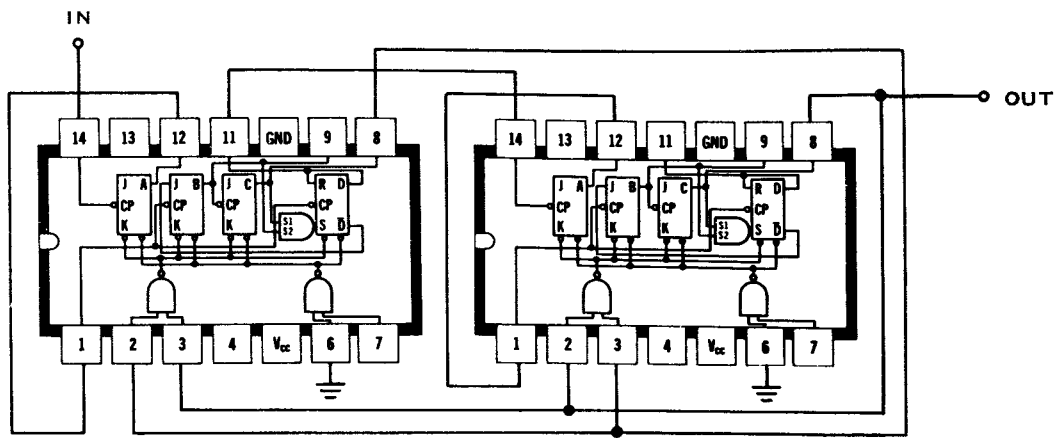 IN
OUT
14 13 12 11 GND 9 8
14 13 12 11 GND 9 8
J A J B J C R D
CP CP CP CP
K K K S1 S2 S D̅
J A J B J C R D
CP CP CP CP
K K K S1 S2 S D̅
1 2 3 4 Vcc 6 7
1 2 3 4 Vcc 6 7